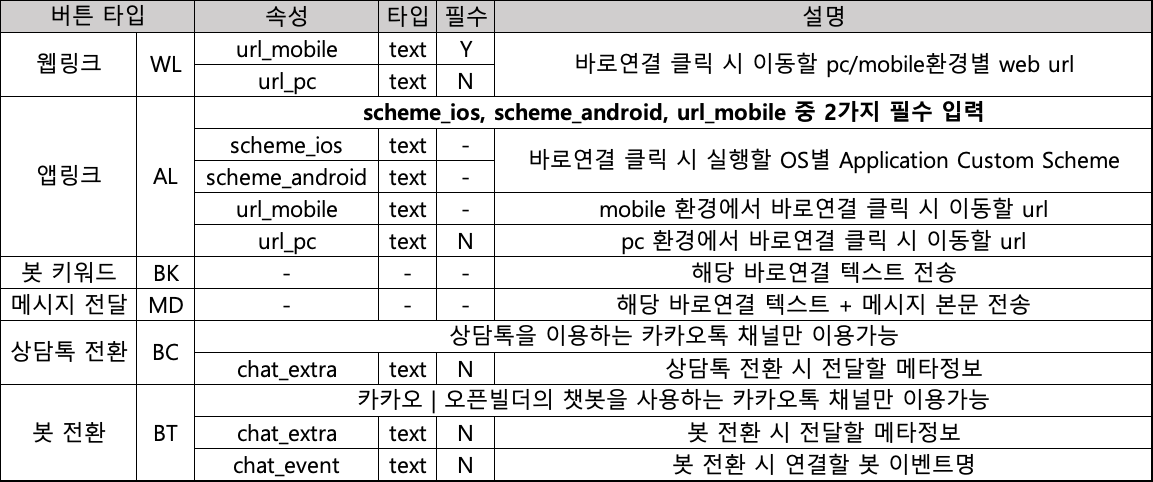 버튼 타입 속성 타입 필수 설명
웹링크 WL url_mobile text Y 바로연결 클릭 시 이동할 pc/mobile환경별 web url
url_pc text N
앱링크 AL scheme_ios, scheme_android, url_mobile 중 2가지 필수 입력
scheme_ios text - 바로연결 클릭 시 실행할 OS별 Application Custom Scheme
scheme_android text -
url_mobile text - mobile 환경에서 바로연결 클릭 시 이동할 url
url_pc text N pc 환경에서 바로연결 클릭 시 이동할 url
봇 키워드 BK - - - 해당 바로연결 텍스트 전송
메시지 전달 MD - - - 해당 바로연결 텍스트 + 메시지 본문 전송
상담톡 전환 BC 상담톡을 이용하는 카카오톡 채널만 이용가능
chat_extra text N 상담톡 전환 시 전달할 메타정보
봇 전환 BT 카카오 | 오픈빌더의 챗봇을 사용하는 카카오톡 채널만 이용가능
chat_extra text N 봇 전환 시 전달할 메타정보
chat_event text N 봇 전환 시 연결할 봇 이벤트명